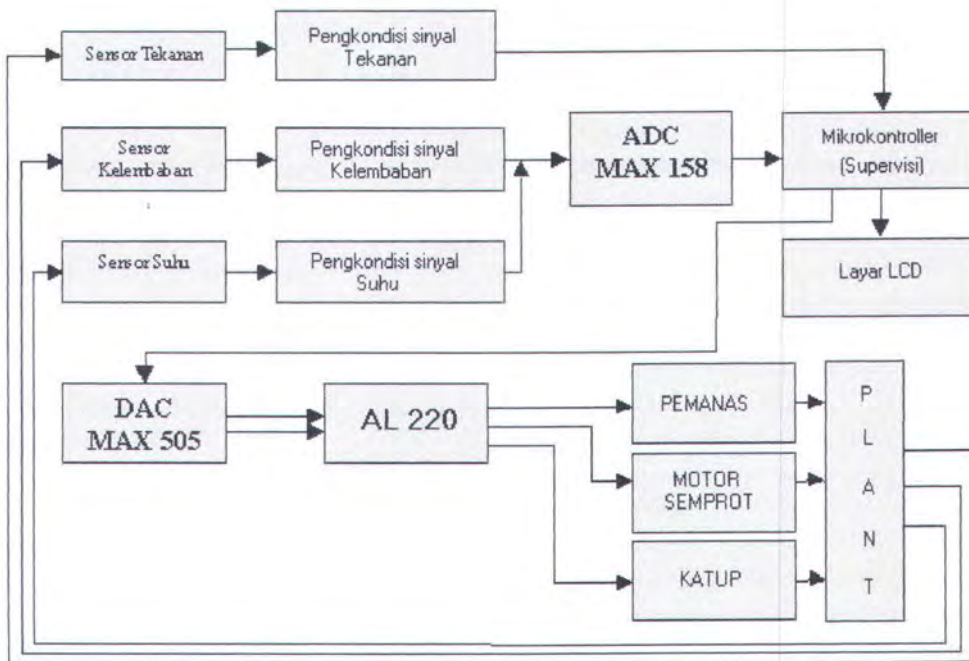 Sensor Tekanan
Pengkondisi sinyal
Tekanan
Sensor
Kelembaban
Pengkondisi sinyal
Kelembaban
ADC
MAX 158
Mikrokontroller
(Supervisi)
Sensor Suhu
Pengkondisi sinyal
Suhu
Layar LCD
DAC
MAX 505
AL 220
PEMANAS
MOTOR
SEMPROT
KATUP
P
L
A
N
T